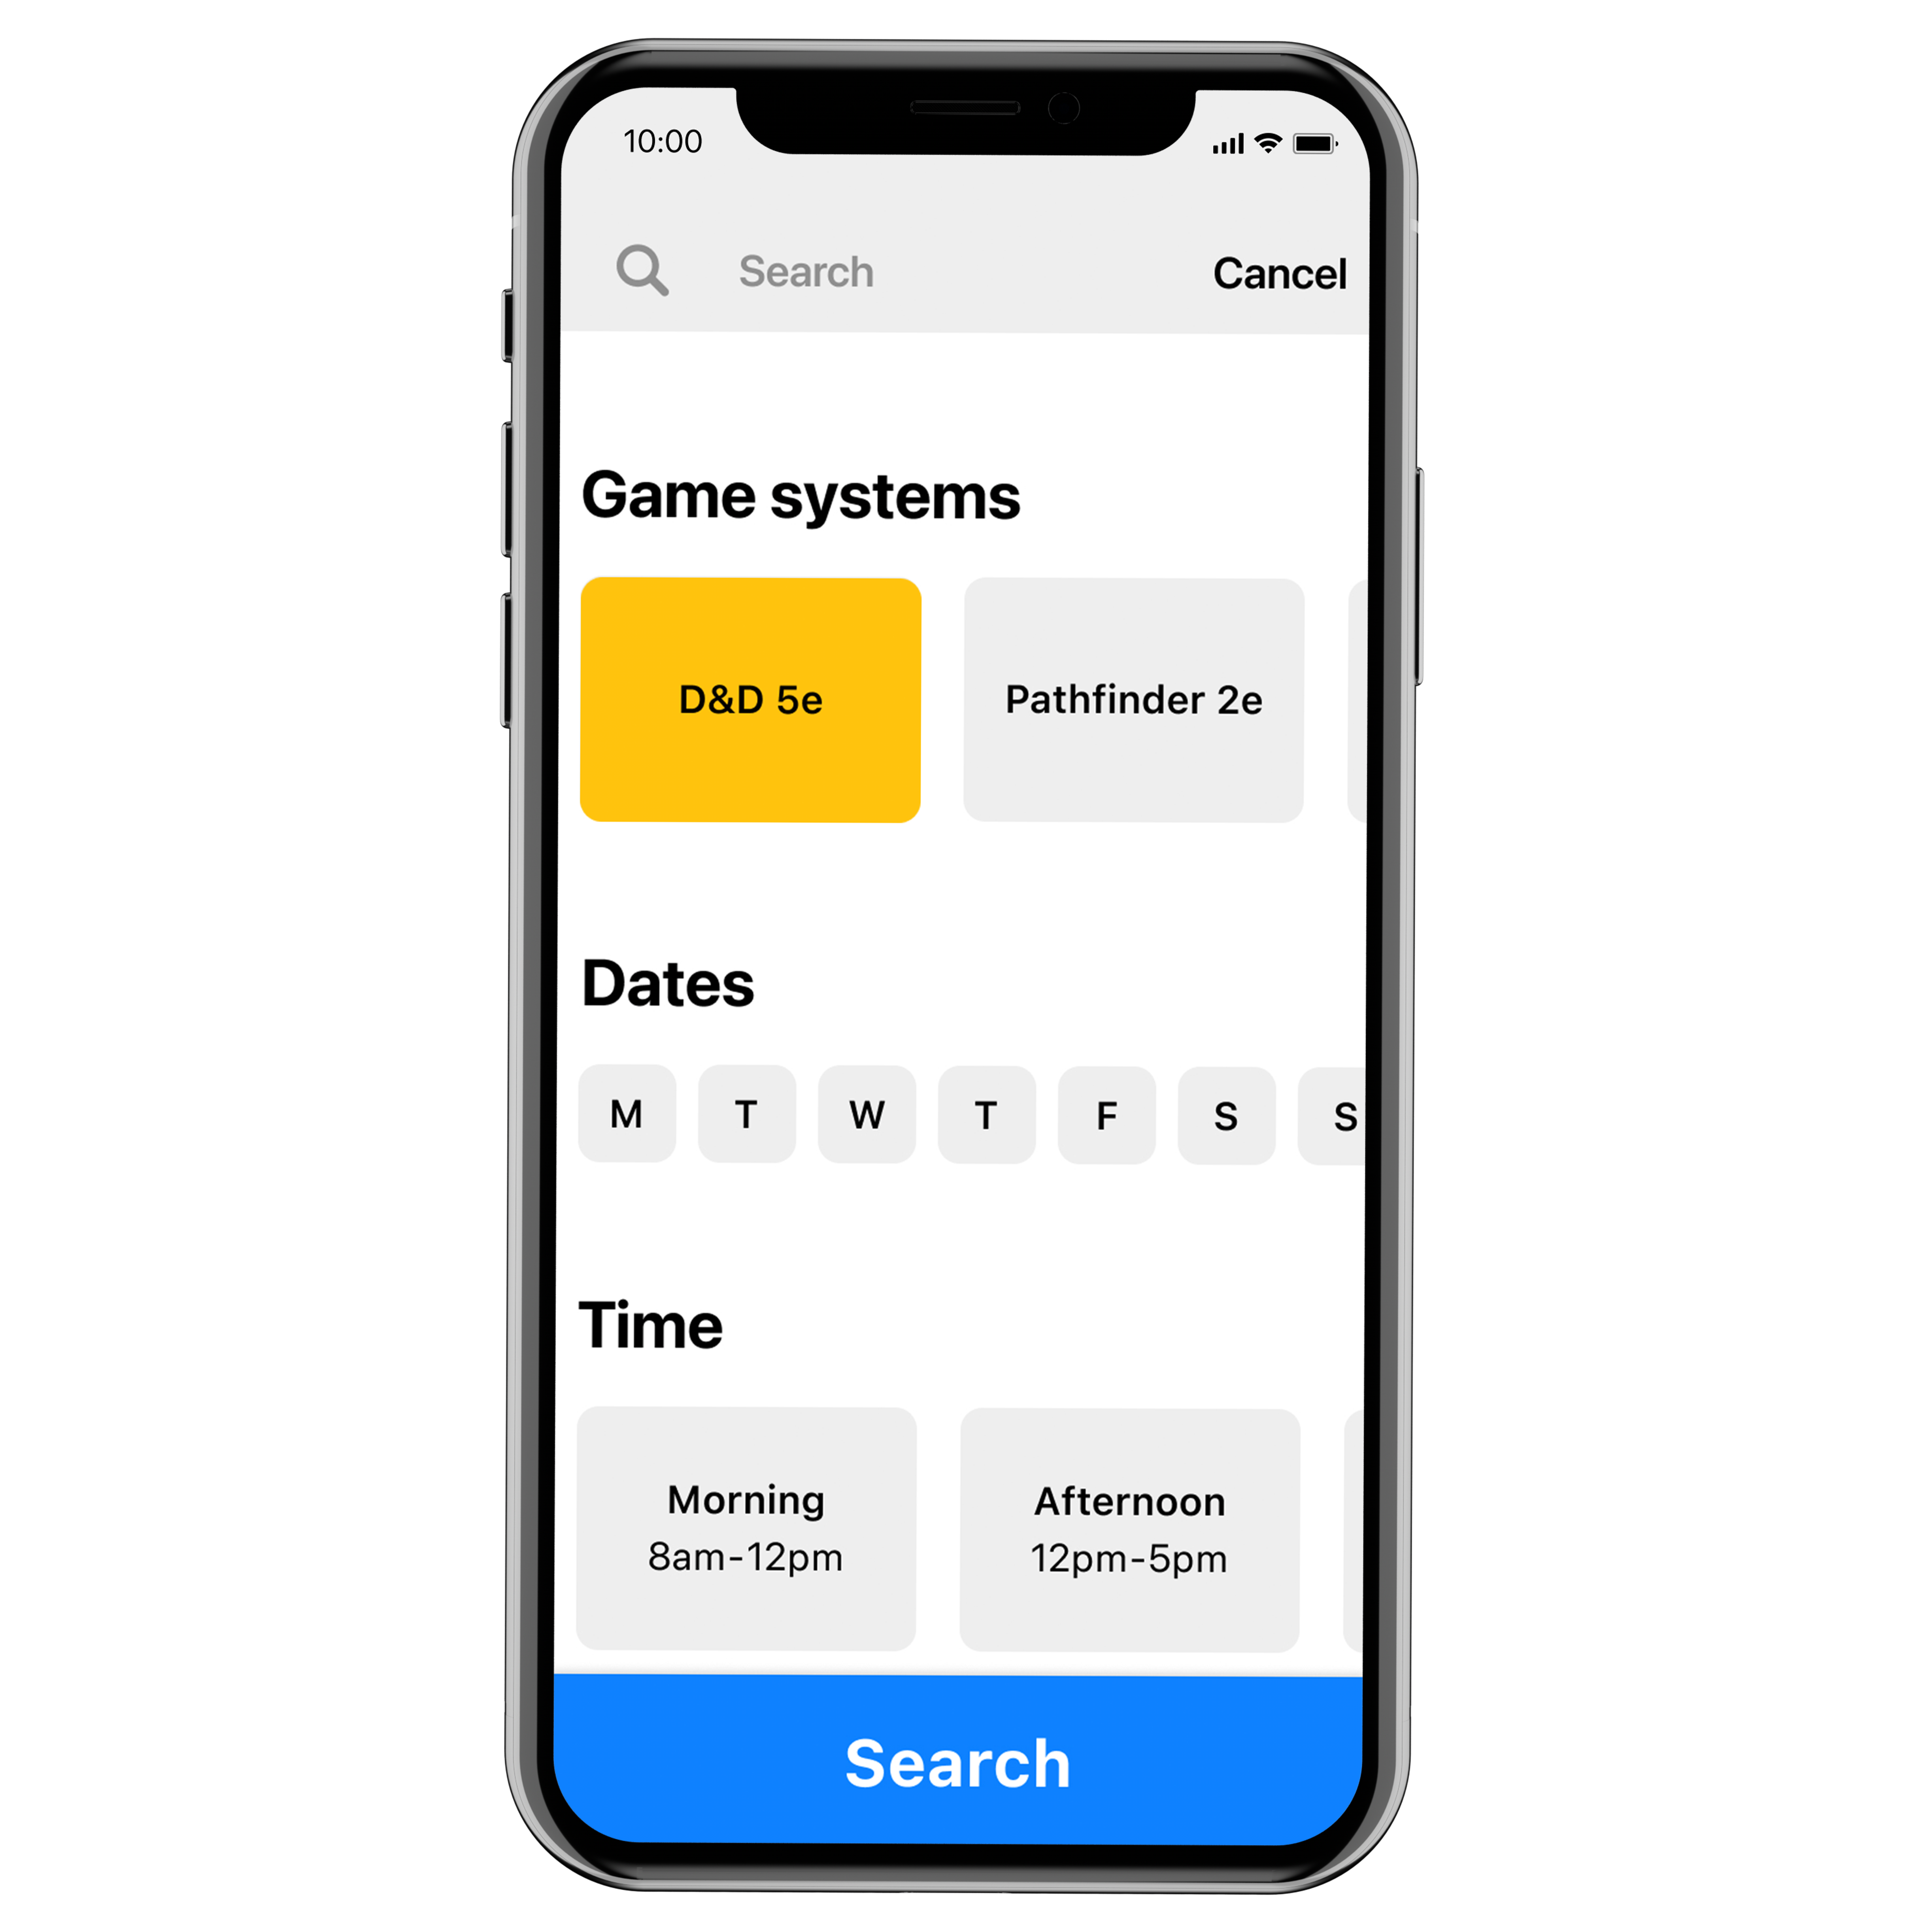 10:00
Search Cancel
Game systems
D&D 5e Pathfinder 2e
Dates
M T W T F S S
Time
Morning Afternoon
8am-12pm 12pm-5pm
Search